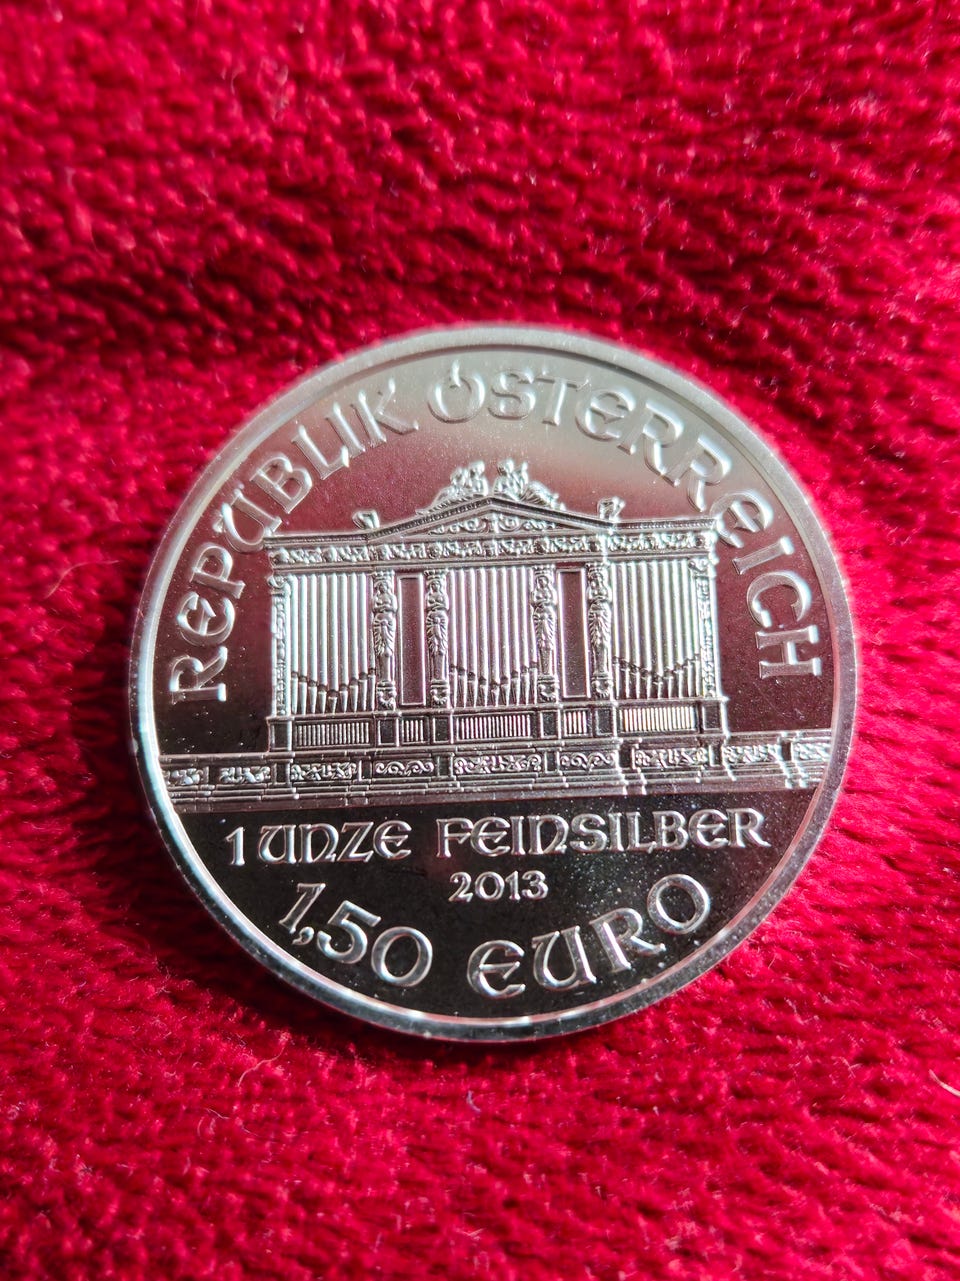 REPUBLIK ÖSTERREICH
1 UNZE FEINSILBER
2013
1,50 EURO